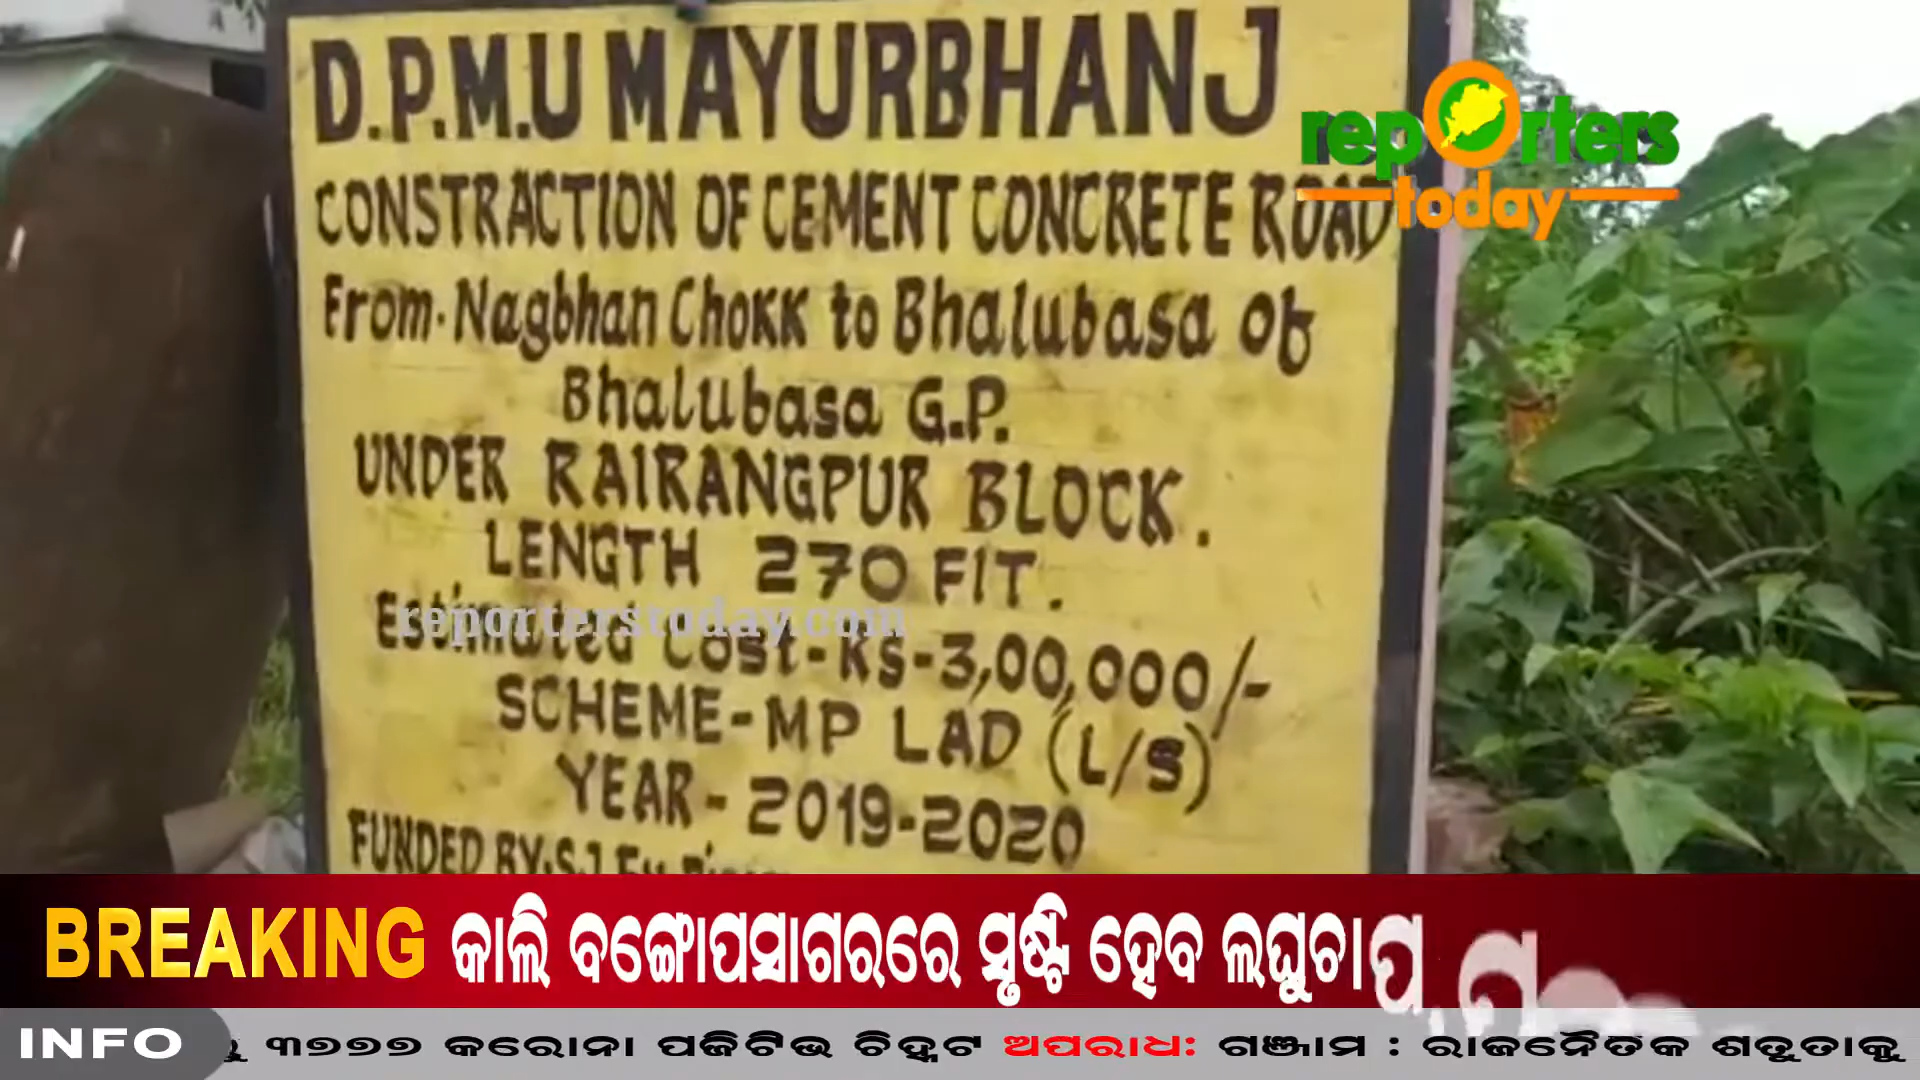 D.P.M.U MAYURBHANJ
CONSTRACTION OF CEMENT CONCRETE ROAD
From. Nagbhan Chokk to Bhalubasa of
Bhalubasa G.P.
UNDER RAIRANGPUR BLOCK.
LENGTH 270 FIT.
Estimated Cost-RS-3,00,000/-
SCHEME-MP LAD (L/S)
YEAR-2019-2020
FUNDED BY:
reporters
today
reporterstoday.com
BREAKING କାଲି ବଙ୍ଗୋପସାଗରରେ ସୃଷ୍ଟି ହେବ ଲଘୁଚାପ,
INFO ୩୭୭୭ କରୋନା ପଜିଟିଭ ଚିହ୍ନଟ ଅପରାଧ: ଗଞ୍ଜାମ : ରାଜନୈତିକ ଶତ୍ରୁତାକୁ